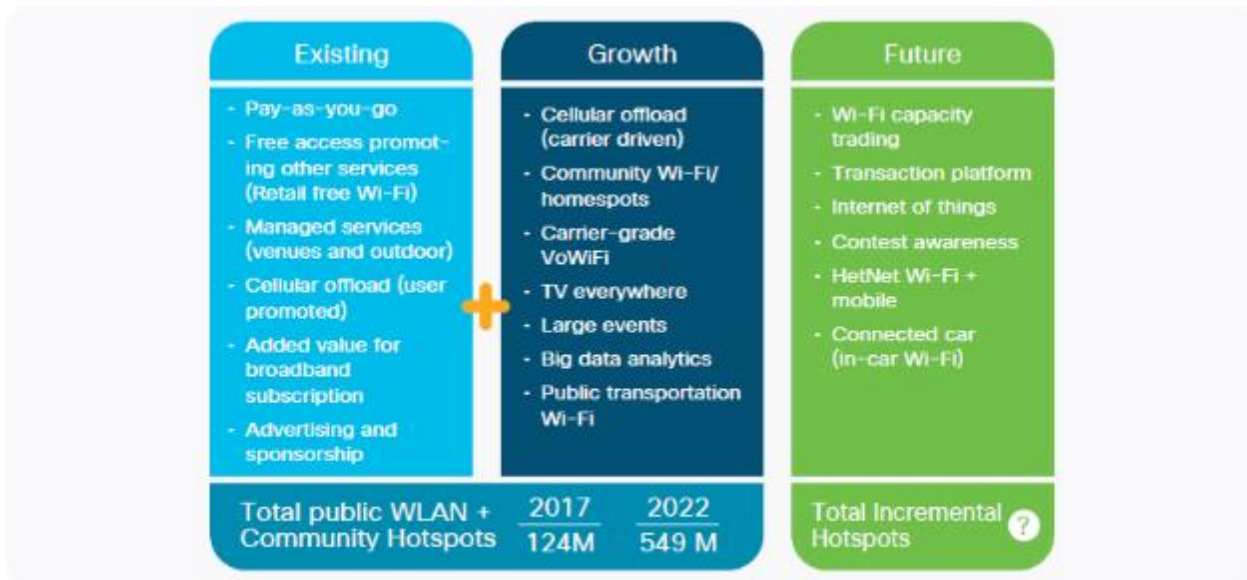 Existing
- Pay-as-you-go
- Free access promot-
ing other services
(Retail free Wi-Fi)
- Managed services
(venues and outdoor)
- Cellular offload (user
promoted)
- Added value for
broadband
subscription
- Advertising and
sponsorship
+
Growth
- Cellular offload
(carrier driven)
- Community Wi-Fi/
homespots
- Carrier-grade
VoWiFi
- TV everywhere
- Large events
- Big data analytics
- Public transportation
Wi-Fi
Total public WLAN +
Community Hotspots
2017
124M
2022
549 M
Future
- Wi-Fi capacity
trading
- Transaction platform
- Internet of things
- Contest awareness
- HetNet Wi-Fi +
mobile
- Connected car
(in-car Wi-Fi)
Total Incremental
Hotspots
?